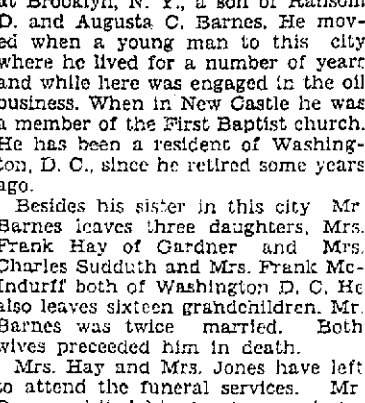 at Brooklyn, N. Y., a son of Ransom
D. and Augusta C. Barnes. He mov-
ed when a young man to this city
where he lived for a number of years
and while here was engaged in the oil
business. When in New Castle he was
a member of the First Baptist church.
He has been a resident of Washing-
ton, D. C., since he retired some years
ago.
Besides his sister in this city Mr
Barnes leaves three daughters, Mrs.
Frank Hay of Gardner and Mrs.
Charles Sudduth and Mrs. Frank Mc-
Indurff both of Washington D. C. He
also leaves sixteen grandchildren. Mr.
Barnes was twice married. Both
wives preceeded him in death.
Mrs. Hay and Mrs. Jones have left
to attend the funeral services. Mr